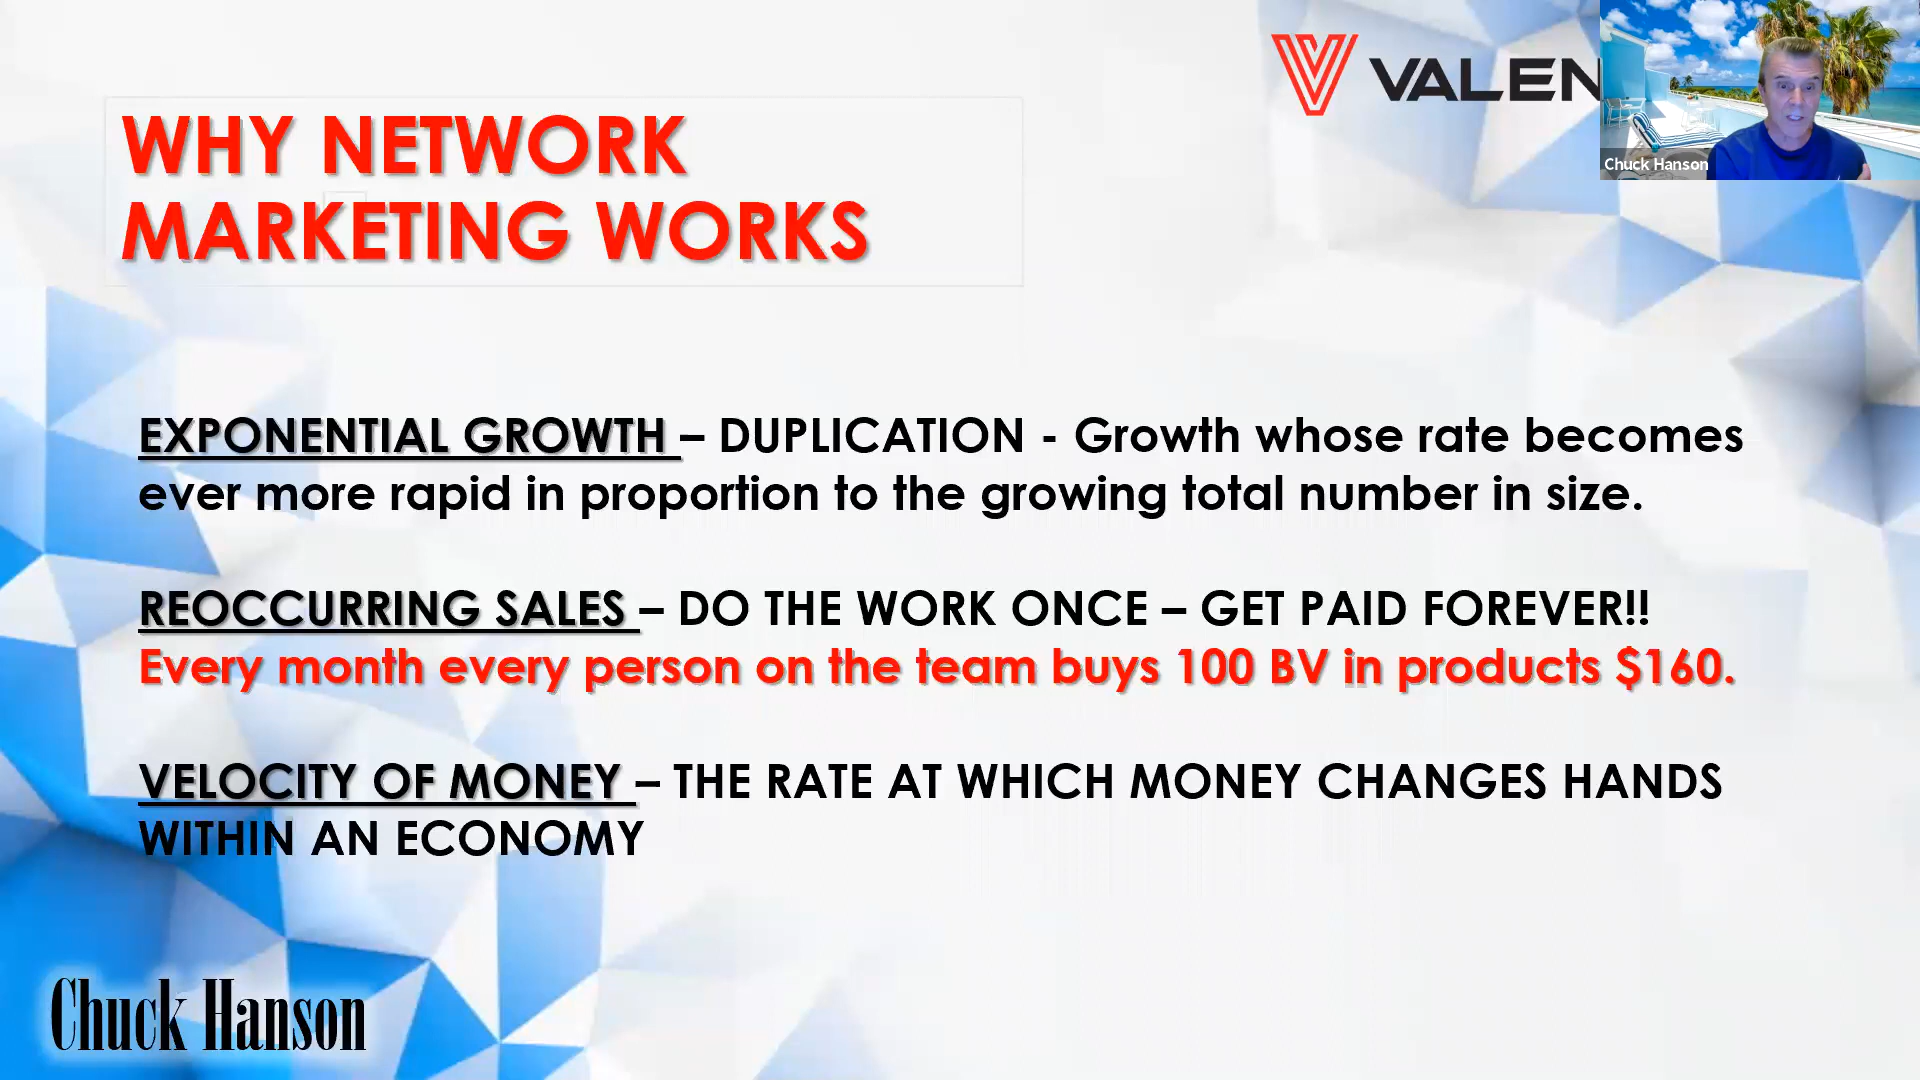 VALEN
Chuck Hanson
WHY NETWORK
MARKETING WORKS
EXPONENTIAL GROWTH – DUPLICATION - Growth whose rate becomes
ever more rapid in proportion to the growing total number in size.
REOCCURRING SALES – DO THE WORK ONCE – GET PAID FOREVER!!
Every month every person on the team buys 100 BV in products $160.
VELOCITY OF MONEY – THE RATE AT WHICH MONEY CHANGES HANDS
WITHIN AN ECONOMY
Chuck Hanson